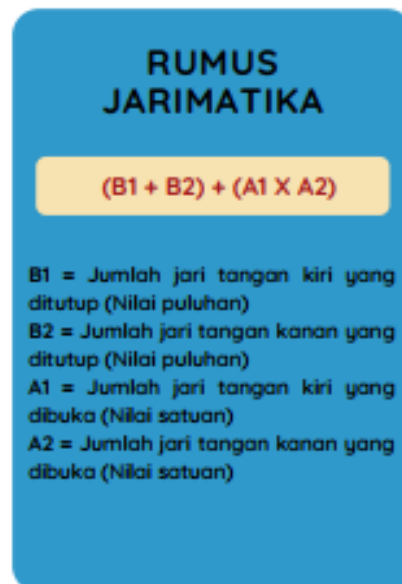 RUMUS
JARIMATIKA
(B1 + B2) + (A1 X A2)
B1 = Jumlah jari tangan kiri yang
ditutup (Nilai puluhan)
B2 = Jumlah jari tangan kanan yang
ditutup (Nilai puluhan)
A1 = Jumlah jari tangan kiri yang
dibuka (Nilai satuan)
A2 = Jumlah jari tangan kanan yang
dibuka (Nilai satuan)